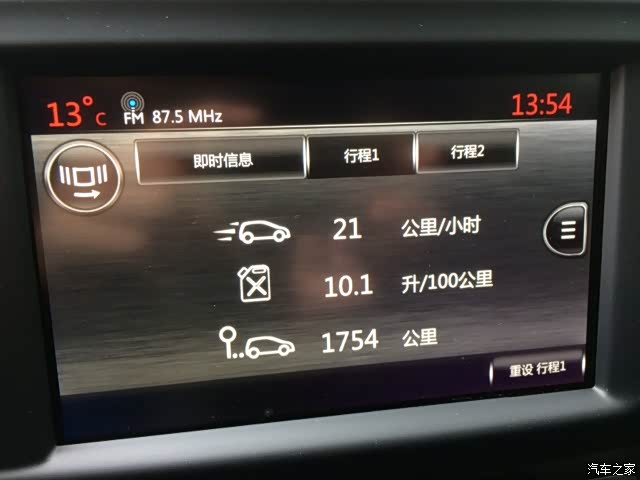 13°C FM 87.5 MHz 13:54
即时信息 行程1 行程2
21 公里/小时
10.1 升/100公里
1754 公里
重设 行程1
汽车之家